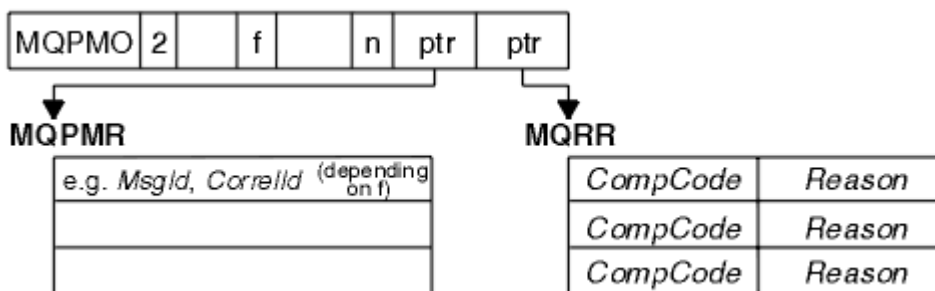 MQPMO 2 f n ptr ptr
MQPMR MQRR
e.g. MsgId, CorrelId (depending on f) CompCode Reason
CompCode Reason
CompCode Reason